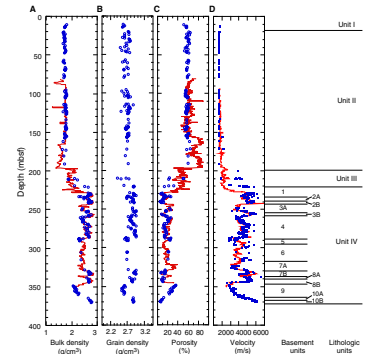 A B C D
0
50
100
150
200
250
300
350
400
Depth (mbsf)
1 2 3
Bulk density
(g/cm³)
2.2 2.7 3.2
Grain density
(g/cm³)
0 20 40 60 80
Porosity
(%)
2000 4000 6000 8000
Velocity
(m/s)
Basement
units
Lithologic
units
Unit I
Unit II
Unit III
Unit IV
1
2A
2B
3A
3B
4
5
6
7A
7B
8A
8B
9
10A
10B